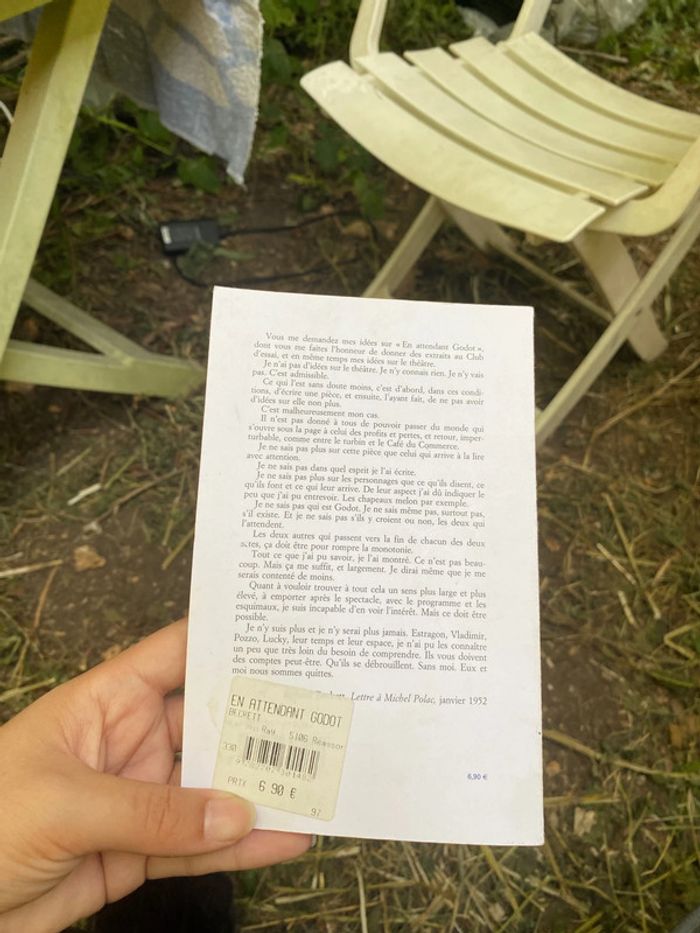 Vous me demandez mes idées sur « En attendant Godot »,
dont vous me faites l'honneur de donner des extraits au Club
d'essai, et en même temps mes idées sur le théâtre.
Je n'ai pas d'idées sur le théâtre. Je n'y connais rien. Je n'y vais
pas. C'est admissible.
Ce qui l'est sans doute moins, c'est d'abord, dans ces condi-
tions, d'écrire une pièce, et ensuite, l'ayant fait, de ne pas avoir
d'idées sur elle non plus.
C'est malheureusement mon cas.
Il n'est pas donné à tous de pouvoir passer du monde qui
s'ouvre sous la page à celui des profits et pertes, et retour, imper-
turbable, comme entre le turbin et le Café du Commerce.
Je ne sais pas plus sur cette pièce que celui qui arrive à la lire
avec attention.
Je ne sais pas dans quel esprit je l'ai écrite.
Je ne sais pas plus sur les personnages que ce qu'ils disent, ce
qu'ils font et ce qui leur arrive. De leur aspect j'ai dû indiquer le
peu que j'ai pu entrevoir. Les chapeaux melon par exemple.
Je ne sais pas qui est Godot. Je ne sais même pas, surtout pas,
s'il existe. Et je ne sais pas s'ils y croient ou non, les deux qui
l'attendent.
Les deux autres qui passent vers la fin de chacun des deux
actes, ça doit être pour rompre la monotonie.
Tout ce que j'ai pu savoir, je l'ai montré. Ce n'est pas beau-
coup. Mais ça me suffit, et largement. Je dirai même que je me
serais contenté de moins.
Quant à vouloir trouver à tout cela un sens plus large et plus
élevé, à emporter après le spectacle, avec le programme et les
esquimaux, je suis incapable d'en voir l'intérêt. Mais ce doit être
possible.
Je n'y suis plus et je n'y serai plus jamais. Estragon, Vladimir,
Pozzo, Lucky, leur temps et leur espace, je n'ai pu les connaître
un peu que très loin du besoin de comprendre. Ils vous doivent
des comptes peut-être. Qu'ils se débrouillent. Sans moi. Eux et
moi nous sommes quittes.
Lettre à Michel Polac, janvier 1952
EN ATTENDANT GODOT
BECKETT
Ray. 5106 Réassor
330
PRIX 6.90 €
97
6,90 €